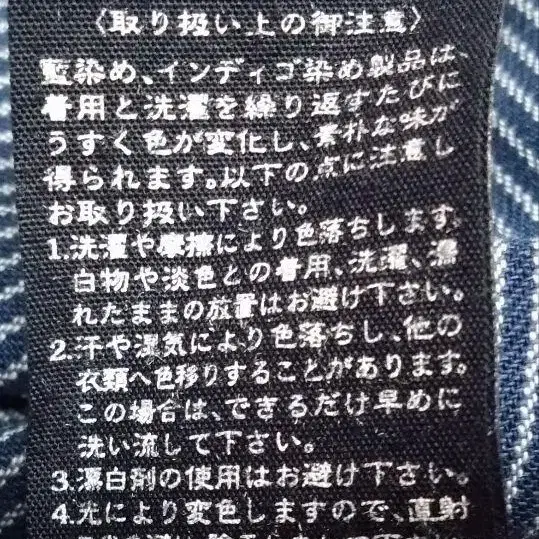 〈取り扱い上の御注意〉
藍染め、インディゴ染め製品は、
着用と洗濯を繰り返すたびに
うすく色が変化し、素朴な味が
得られます。以下の点に注意し
お取り扱い下さい。
1.洗濯や摩擦により色落ちします。
白物や淡色との着用、洗濯、濡
れたままの放置はお避け下さい。
2.汗や湿気により色落ちし、他の
衣類へ色移りすることがあります。
この場合は、できるだけ早めに
洗い流して下さい。
3.漂白剤の使用はお避け下さい。
4.光により変色しますので、直射